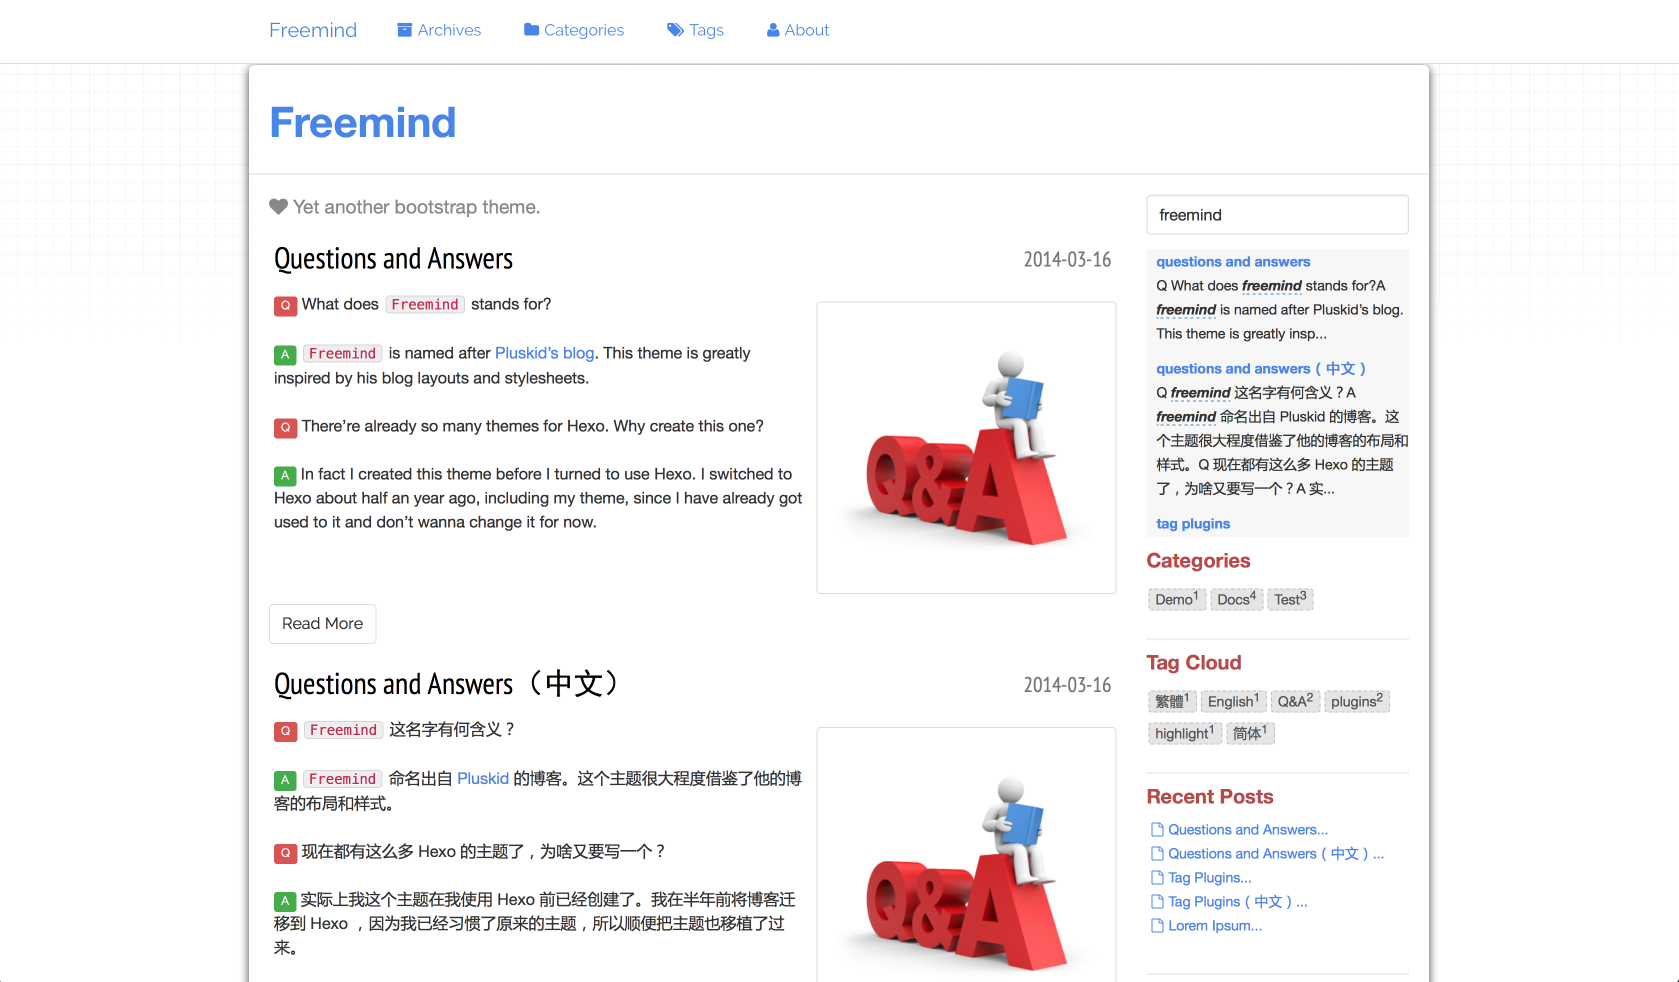 Freemind Archives Categories Tags About
Freemind
Yet another bootstrap theme.
Questions and Answers
2014-03-16
Q What does Freemind stands for?
A Freemind is named after Pluskid’s blog. This theme is greatly
inspired by his blog layouts and stylesheets.
Q There’re already so many themes for Hexo. Why create this one?
A In fact I created this theme before I turned to use Hexo. I switched to
Hexo about half an year ago, including my theme, since I have already got
used to it and don’t wanna change it for now.
Q&A
Read More
Questions and Answers（中文）
2014-03-16
Q Freemind 这名字有何含义？
A Freemind 命名出自 Pluskid 的博客。这个主题很大程度借鉴了他的博
客的布局和样式。
Q 现在都有这么多 Hexo 的主题了，为啥又要写一个？
A 实际上我这个主题在我使用 Hexo 前已经创建了。我在半年前将博客迁
移到 Hexo ，因为我已经习惯了原来的主题，所以顺便把主题也移植了过
来。
Q&A
freemind
questions and answers
Q What does freemind stands for?A
freemind is named after Pluskid’s blog.
This theme is greatly insp...
questions and answers（中文）
Q freemind 这名字有何含义？A
freemind 命名出自 Pluskid 的博客。这
个主题很大程度借鉴了他的博客的布局和
样式。Q 现在都有这么多 Hexo 的主题
了，为啥又要写一个？A 实...
tag plugins
Categories
Demo1 Docs4 Test3
Tag Cloud
繁體1 English1 Q&A2 plugins2
highlight1 简体1
Recent Posts
Questions and Answers...
Questions and Answers（中文）...
Tag Plugins...
Tag Plugins（中文）...
Lorem Ipsum...